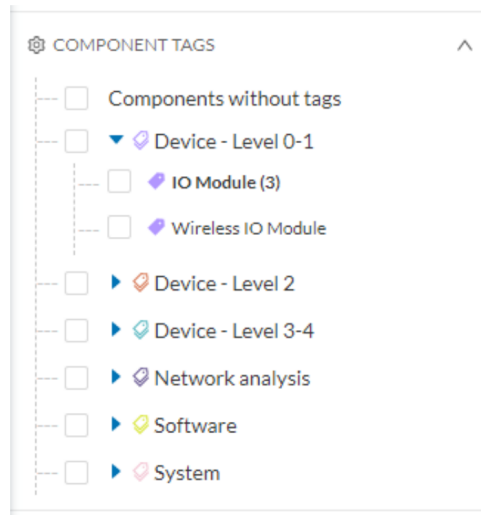 COMPONENT TAGS
Components without tags
Device - Level 0-1
IO Module (3)
Wireless IO Module
Device - Level 2
Device - Level 3-4
Network analysis
Software
System